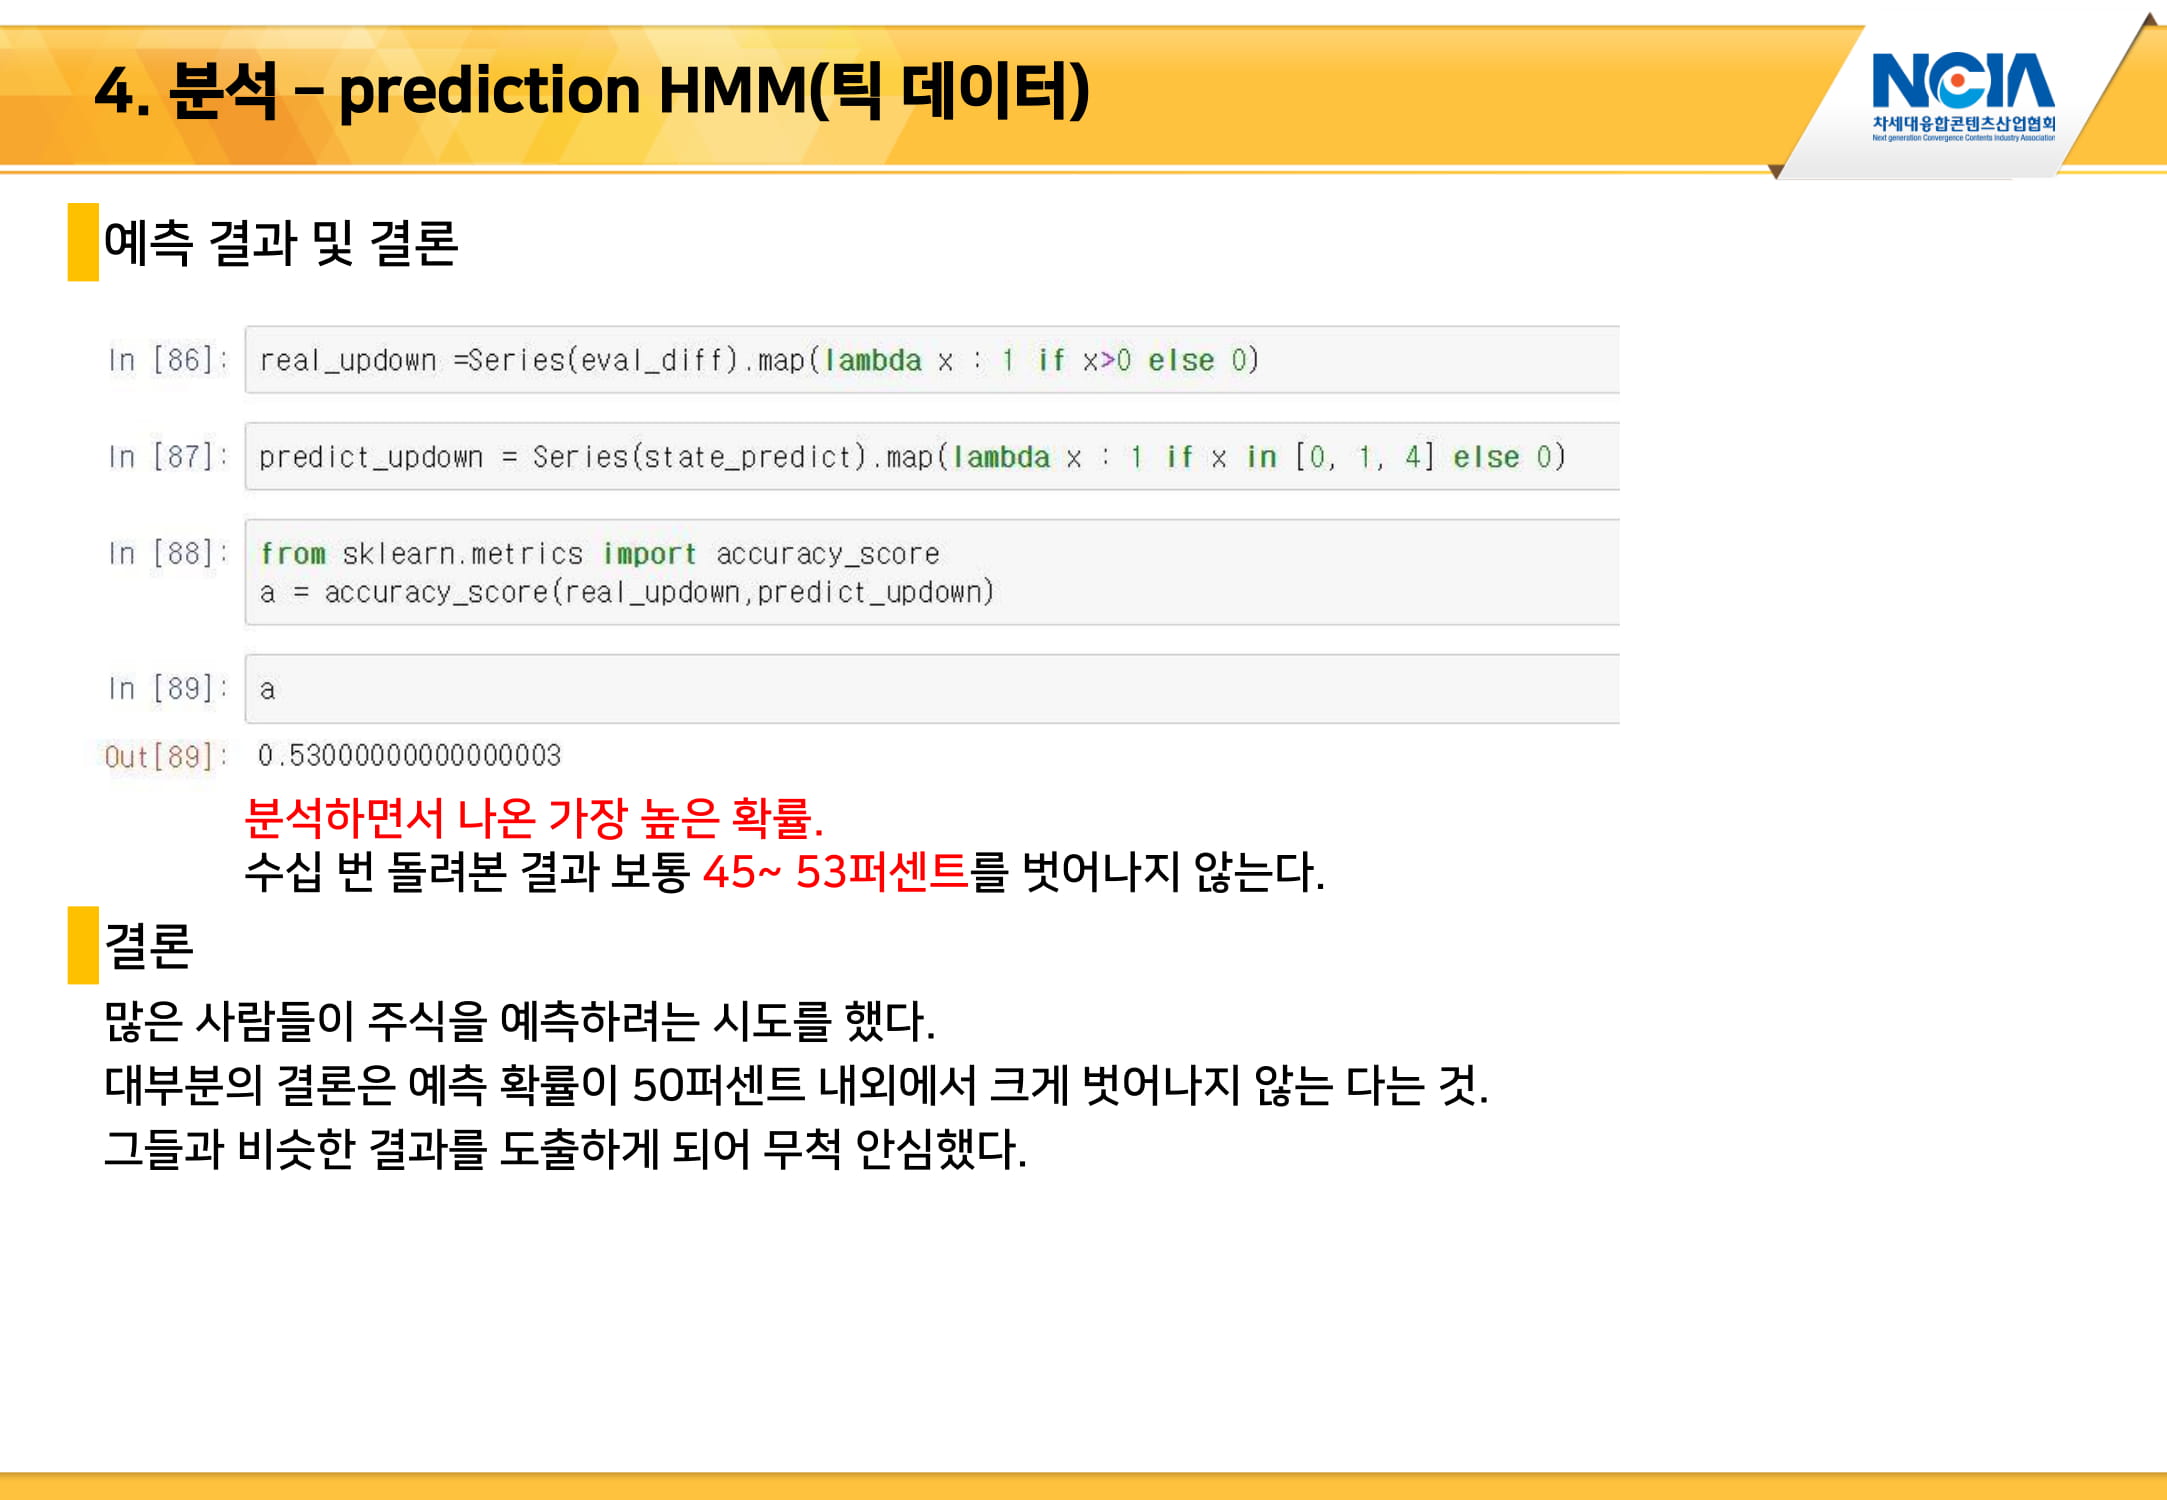 4. 분석 – prediction HMM(틱 데이터)
NCIA
차세대융합콘텐츠산업협회
Next generation Convergence Contents Industry Association
예측 결과 및 결론
In [86]: real_updown =Series(eval_diff).map(lambda x : 1 if x>0 else 0)
In [87]: predict_updown = Series(state_predict).map(lambda x : 1 if x in [0, 1, 4] else 0)
In [88]: from sklearn.metrics import accuracy_score
a = accuracy_score(real_updown,predict_updown)
In [89]: a
Out[89]: 0.53000000000000003
분석하면서 나온 가장 높은 확률.
수십 번 돌려본 결과 보통 45~ 53퍼센트를 벗어나지 않는다.
결론
많은 사람들이 주식을 예측하려는 시도를 했다.
대부분의 결론은 예측 확률이 50퍼센트 내외에서 크게 벗어나지 않는 다는 것.
그들과 비슷한 결과를 도출하게 되어 무척 안심했다.